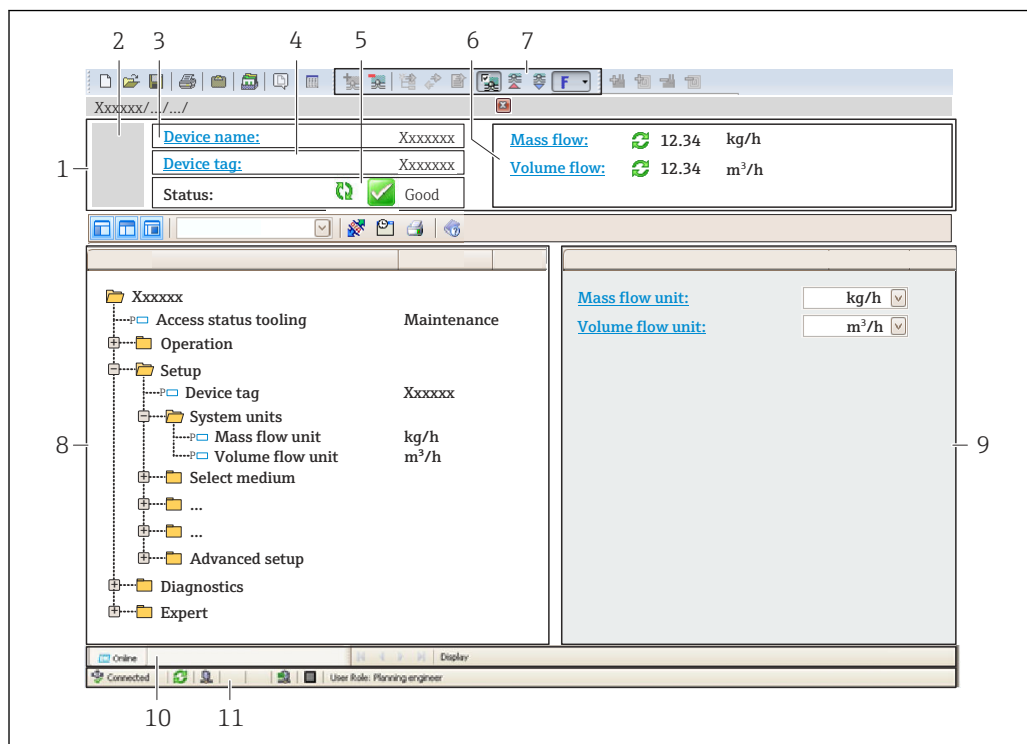 2 3 4 5 6 7
F
Xxxxxx/.../.../
1
Device name: Xxxxxxx
Device tag: Xxxxxxx
Status: Good
Mass flow: 12.34 kg/h
Volume flow: 12.34 m³/h
Xxxxxx
P Access status tooling Maintenance
Operation
Setup
P Device tag Xxxxxx
System units
P Mass flow unit kg/h
P Volume flow unit m³/h
Select medium
...
...
Advanced setup
Diagnostics
Expert
Mass flow unit: kg/h
Volume flow unit: m³/h
8
9
Online Display
Connected User Role: Planning engineer
10 11